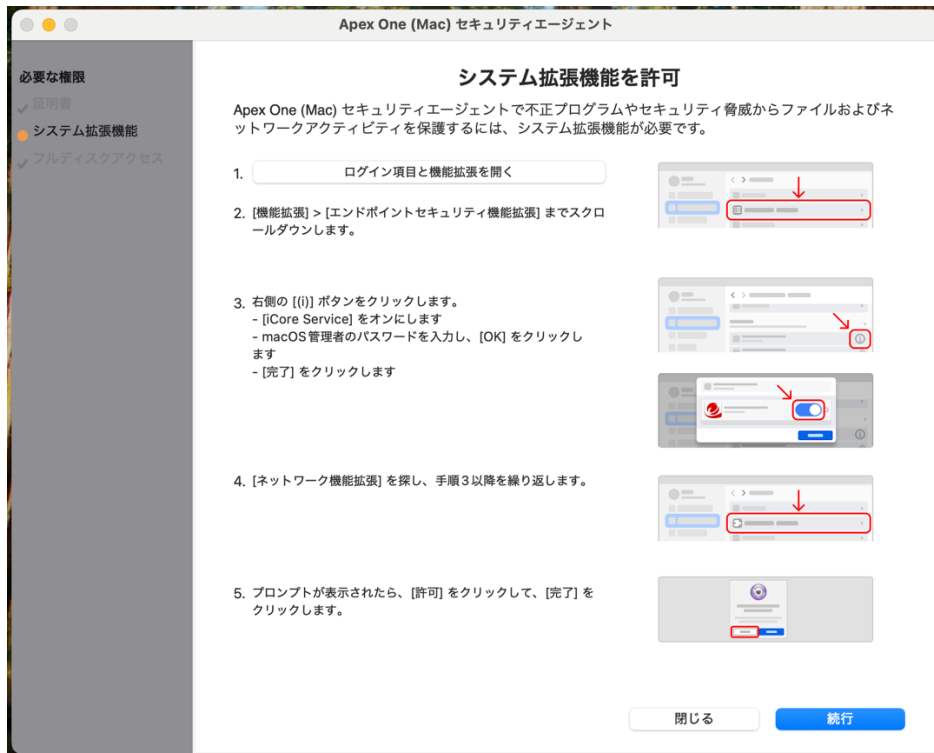 Apex One (Mac) セキュリティエージェント
必要な権限
証明書
システム拡張機能
フルディスクアクセス
システム拡張機能を許可
Apex One (Mac) セキュリティエージェントで不正プログラムやセキュリティ脅威からファイルおよびネ
ットワークアクティビティを保護するには、システム拡張機能が必要です。
1. ログイン項目と機能拡張を開く
2. [機能拡張] > [エンドポイントセキュリティ機能拡張] までスクロ
ールダウンします。
3. 右側の [(i)] ボタンをクリックします。
- [iCore Service] をオンにします
- macOS管理者のパスワードを入力し、[OK] をクリックし
ます
- [完了] をクリックします
4. [ネットワーク機能拡張] を探し、手順３以降を繰り返します。
5. プロンプトが表示されたら、[許可] をクリックして、[完了] を
クリックします。
閉じる
続行